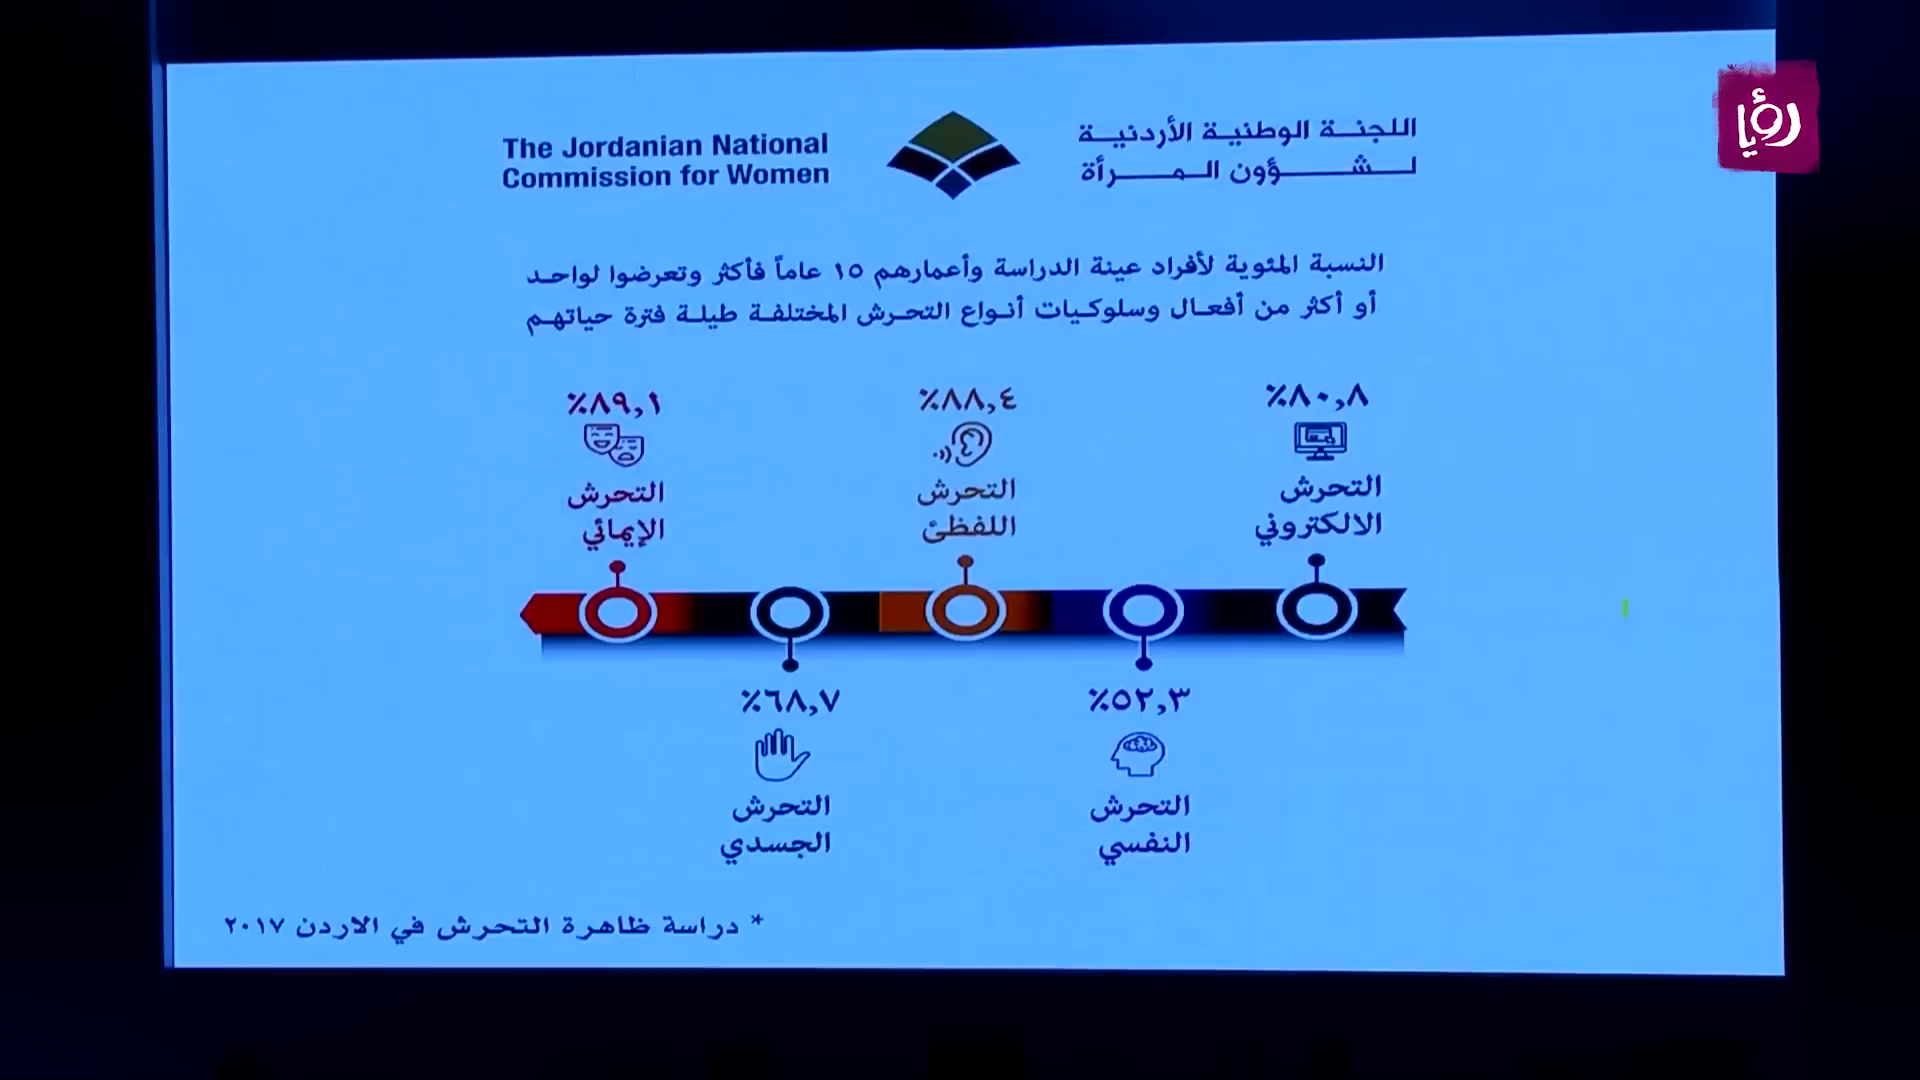 رؤيا
The Jordanian National
Commission for Women
اللجنة الوطنية الأردنية
لشؤون المرأة
النسبة المئوية لأفراد عينة الدراسة وأعمارهم ١٥ عاماً فأكثر وتعرضوا لواحد
أو أكثر من أفعال وسلوكيات أنواع التحرش المختلفة طيلة فترة حياتهم
٪٨٠,٨
التحرش
الالكتروني
٪٨٨,٤
التحرش
اللفظئ
٪٨٩,١
التحرش
الإيمائي
٪٥٢,٣
التحرش
النفسي
٪٦٨,٧
التحرش
الجسدي
* دراسة ظاهرة التحرش في الاردن ٢٠١٧